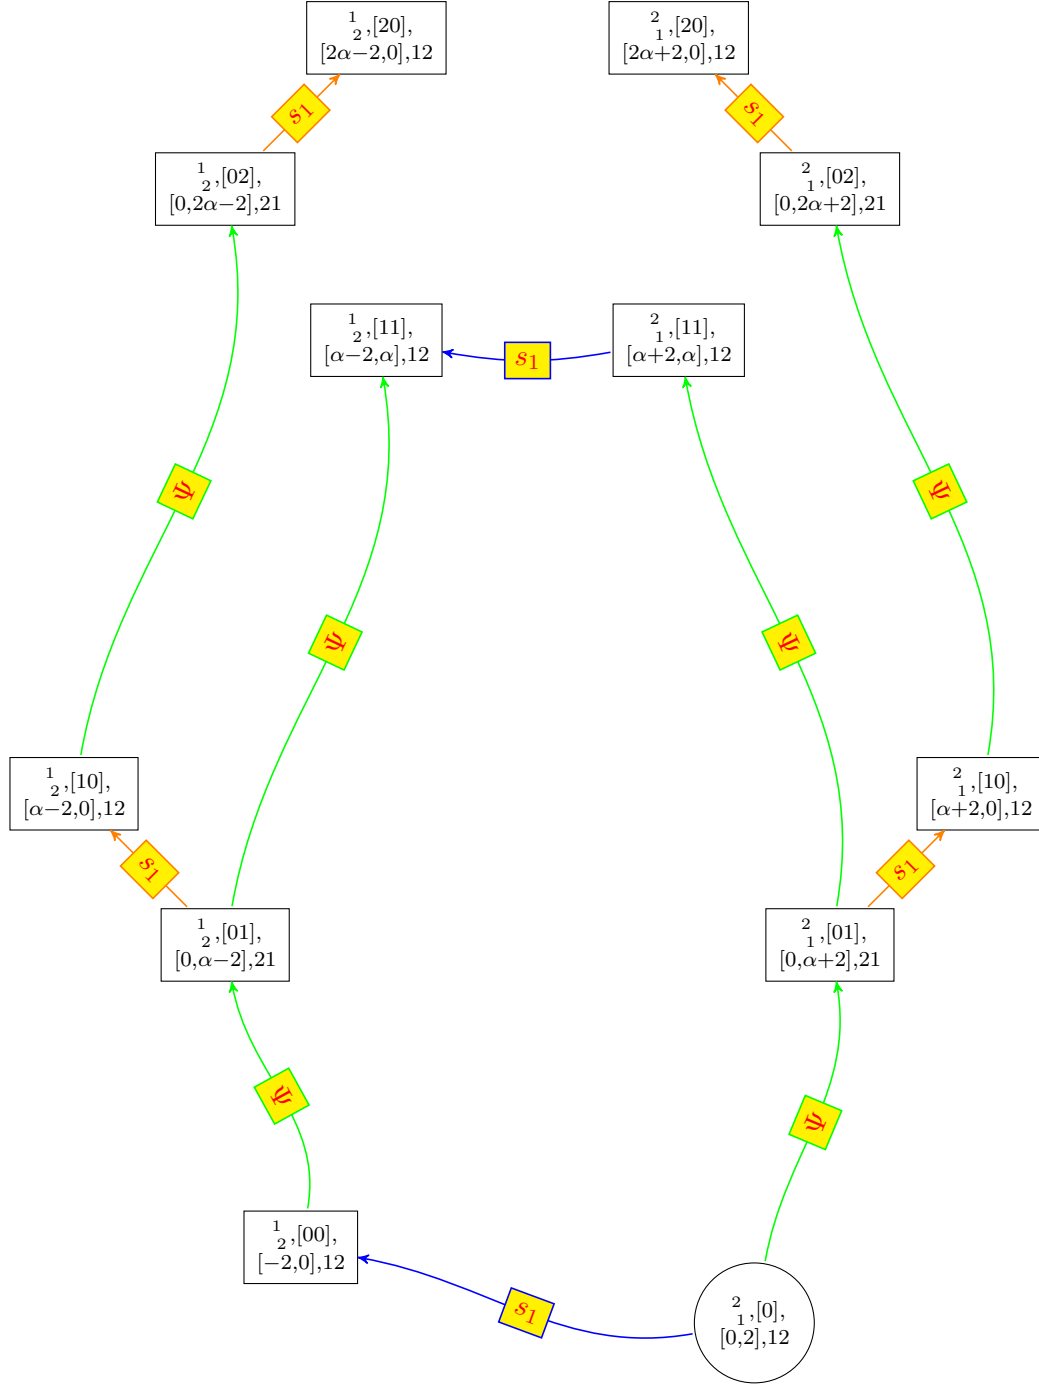 1
2,[20],
[2α−2,0],12
2
1,[20],
[2α+2,0],12
s1
s1
1
2,[02],
[0,2α−2],21
2
1,[02],
[0,2α+2],21
1
2,[11],
[α−2,α],12
s1
2
1,[11],
[α+2,α],12
Ψ
Ψ
Ψ
Ψ
1
2,[10],
[α−2,0],12
2
1,[10],
[α+2,0],12
s1
s1
1
2,[01],
[0,α−2],21
2
1,[01],
[0,α+2],21
Ψ
Ψ
1
2,[00],
[−2,0],12
s1
2
1,[0],
[0,2],12